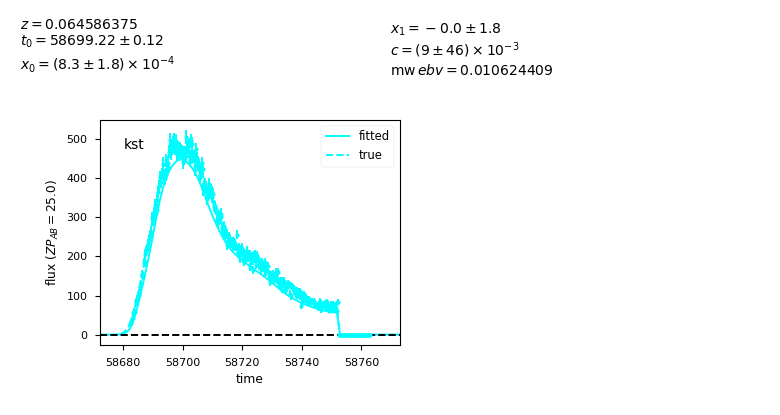 z = 0.064586375
t₀ = 58699.22 ± 0.12
x₀ = (8.3 ± 1.8) × 10⁻⁴
x₁ = − 0.0 ± 1.8
c = (9 ± 46) × 10⁻³
mw ebv = 0.010624409
kst
fitted
true
flux (ZP_AB = 25.0)
500
400
300
200
100
0
58680 58700 58720 58740 58760
time